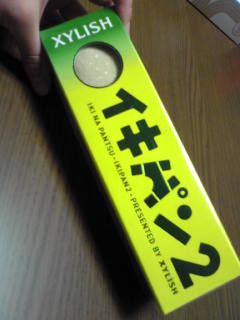 XYLISH
イキパン2
IKI NA PANTSU・IKIPAN 2・PRESENTED BY XYLISH